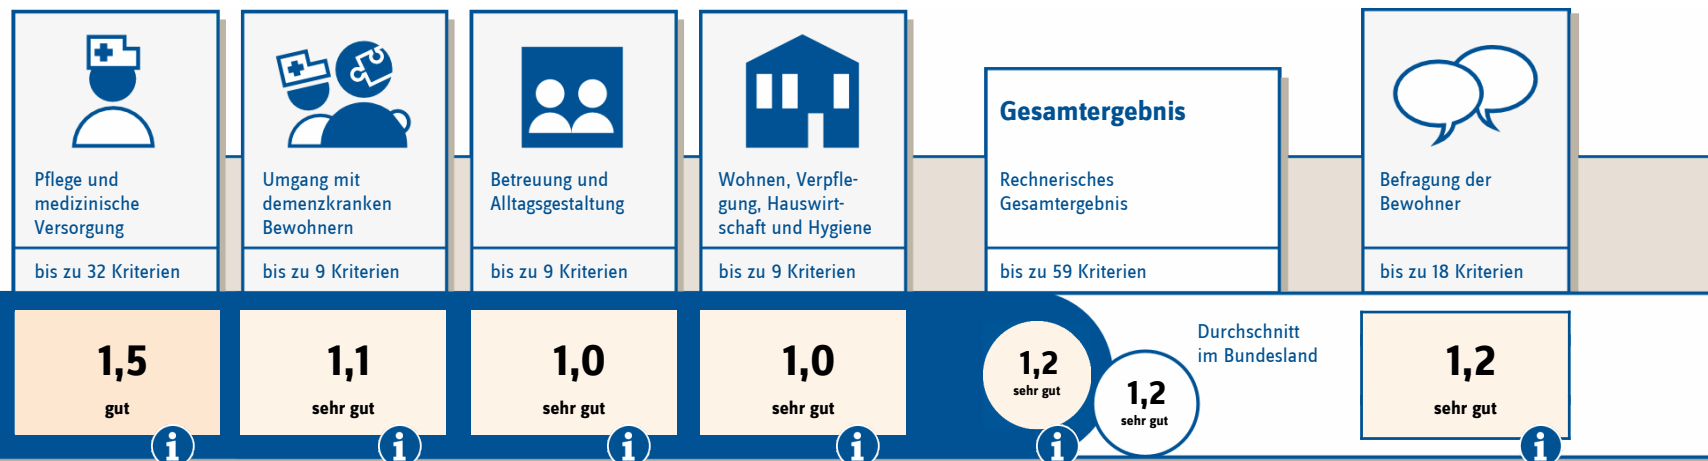 Pflege und
medizinische
Versorgung
bis zu 32 Kriterien
1,5
gut
Umgang mit
demenzkranken
Bewohnern
bis zu 9 Kriterien
1,1
sehr gut
Betreuung und
Alltagsgestaltung
bis zu 9 Kriterien
1,0
sehr gut
Wohnen, Verpfle-
gung, Hauswirt-
schaft und Hygiene
bis zu 9 Kriterien
1,0
sehr gut
Gesamtergebnis
Rechnerisches
Gesamtergebnis
bis zu 59 Kriterien
1,2
sehr gut
Durchschnitt
im Bundesland
1,2
sehr gut
Befragung der
Bewohner
bis zu 18 Kriterien
1,2
sehr gut